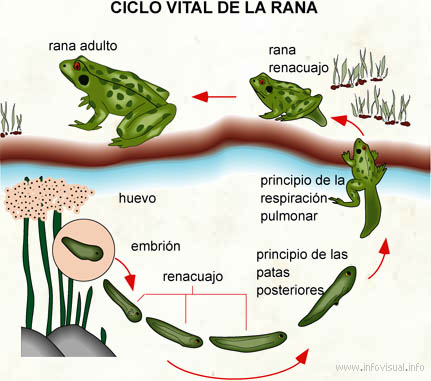 CICLO VITAL DE LA RANA
rana adulto
rana
renacuajo
huevo
principio de la
respiración
pulmonar
embrión
renacuajo
principio de las
patas
posteriores
www.infovisual.info